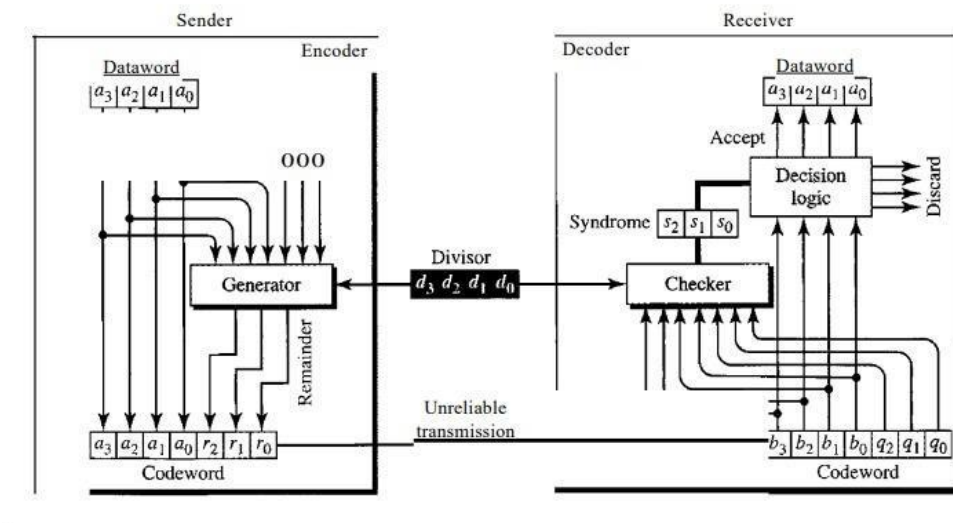 Sender
Receiver
Encoder
Decoder
Dataword
a3 a2 a1 a0
Dataword
a3 a2 a1 a0
Accept
000
Decision
logic
Discard
Syndrome
s2 s1 s0
Divisor
d3 d2 d1 d0
Generator
Checker
Remainder
Unreliable
transmission
a3 a2 a1 a0 r2 r1 r0
Codeword
b3 b2 b1 b0 q2 q1 q0
Codeword